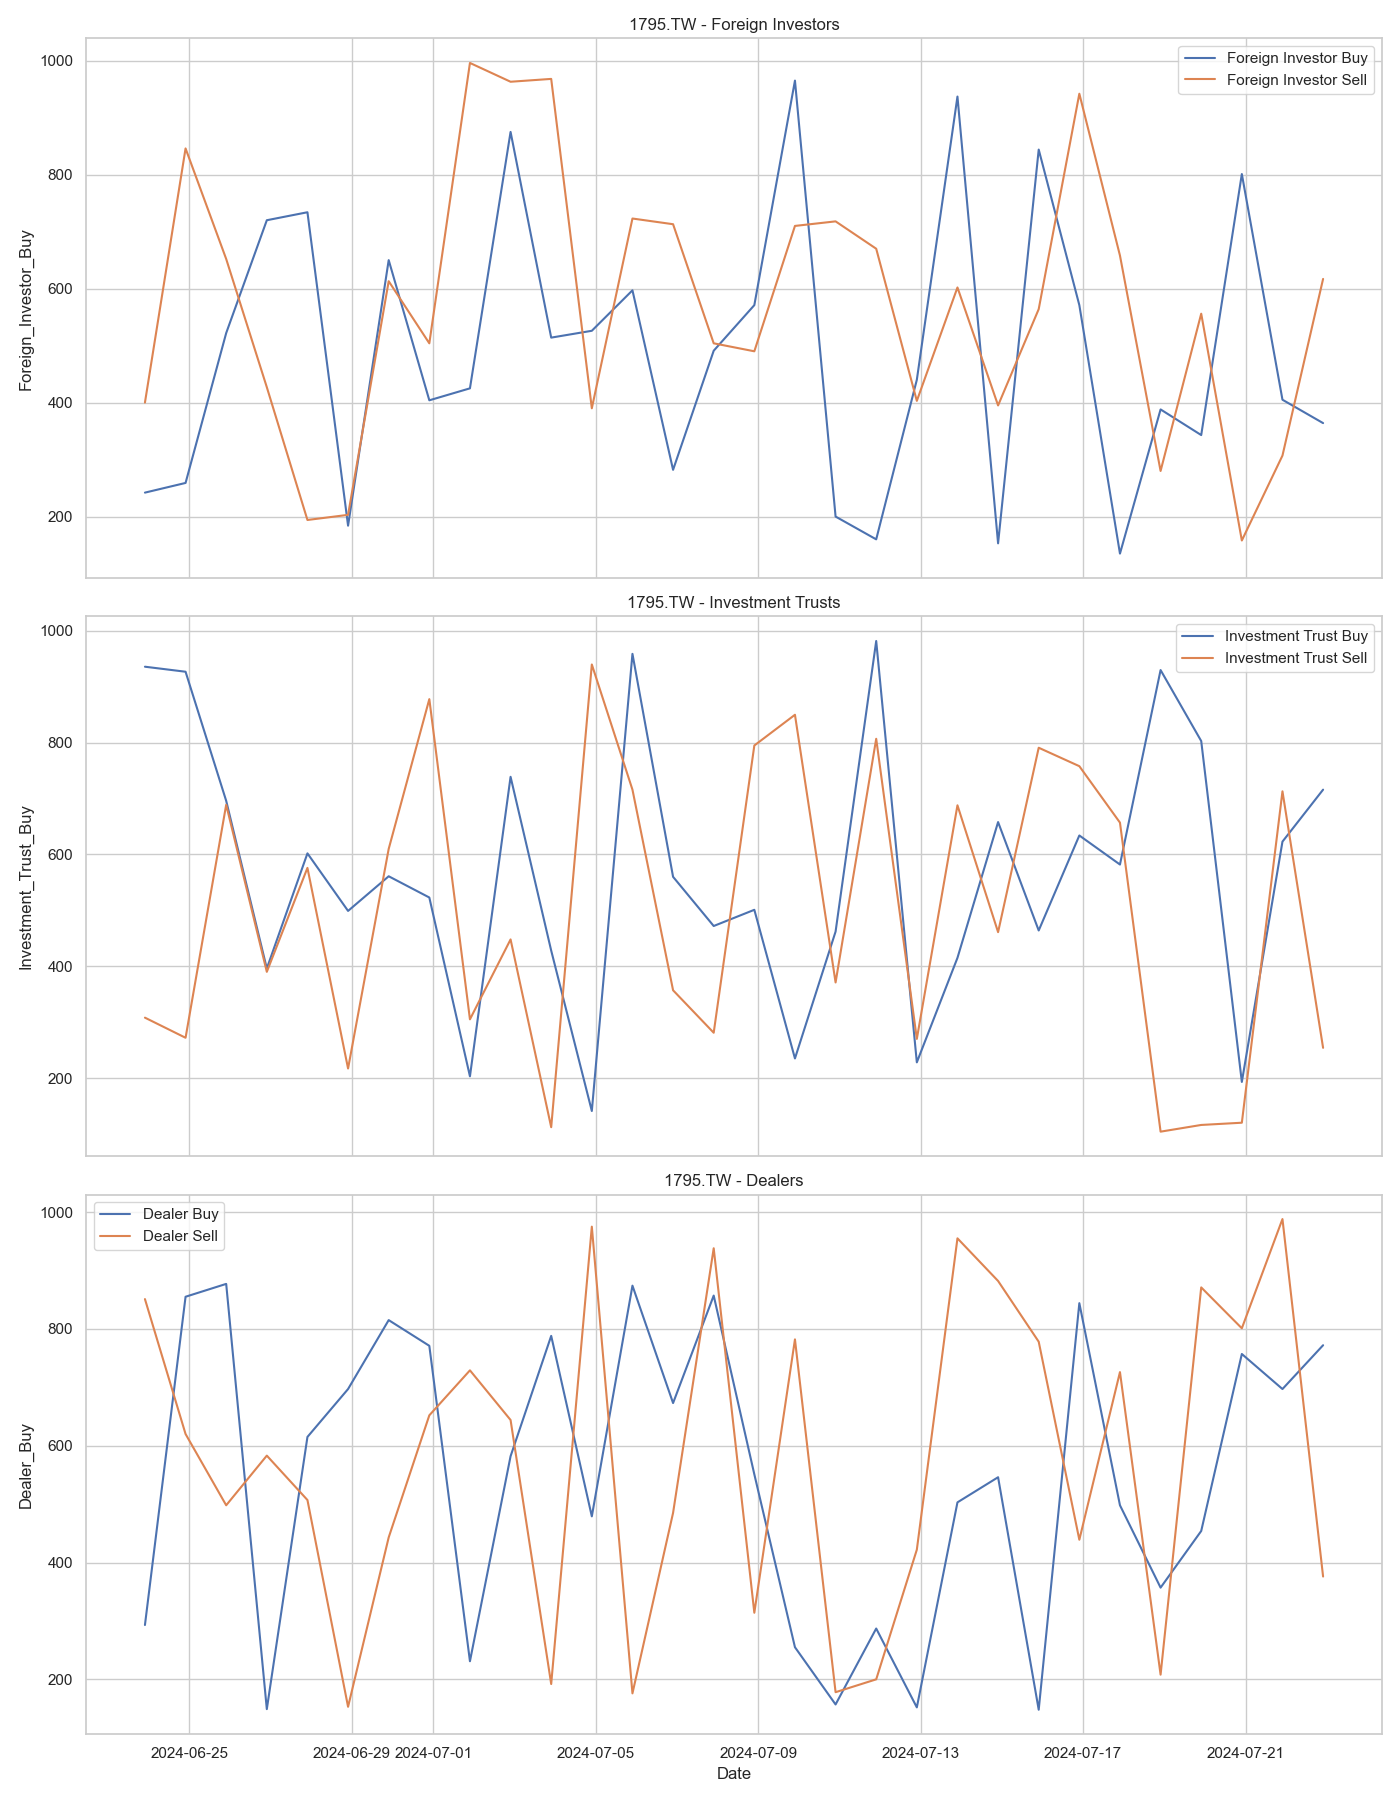 1795.TW - Foreign Investors
Foreign Investor Buy
Foreign Investor Sell
Foreign_Investor_Buy
1000
800
600
400
200
1795.TW - Investment Trusts
Investment Trust Buy
Investment Trust Sell
Investment_Trust_Buy
1000
800
600
400
200
1795.TW - Dealers
Dealer Buy
Dealer Sell
Dealer_Buy
1000
800
600
400
200
2024-06-25 2024-06-29 2024-07-01 2024-07-05 2024-07-09 2024-07-13 2024-07-17 2024-07-21
Date